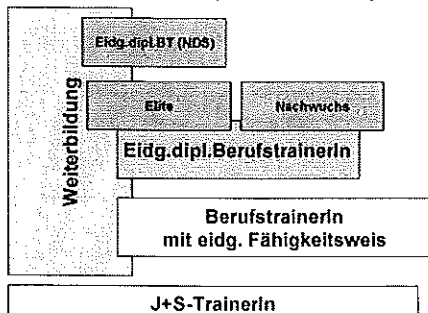 Eidg.dipl.BT (NDS)
Elite
Nachwuchs
Weiterbildung
Eidg.dipl.BerufstrainerIn
BerufstrainerIn
mit eidg. Fähigkeitsweis
J+S-TrainerIn